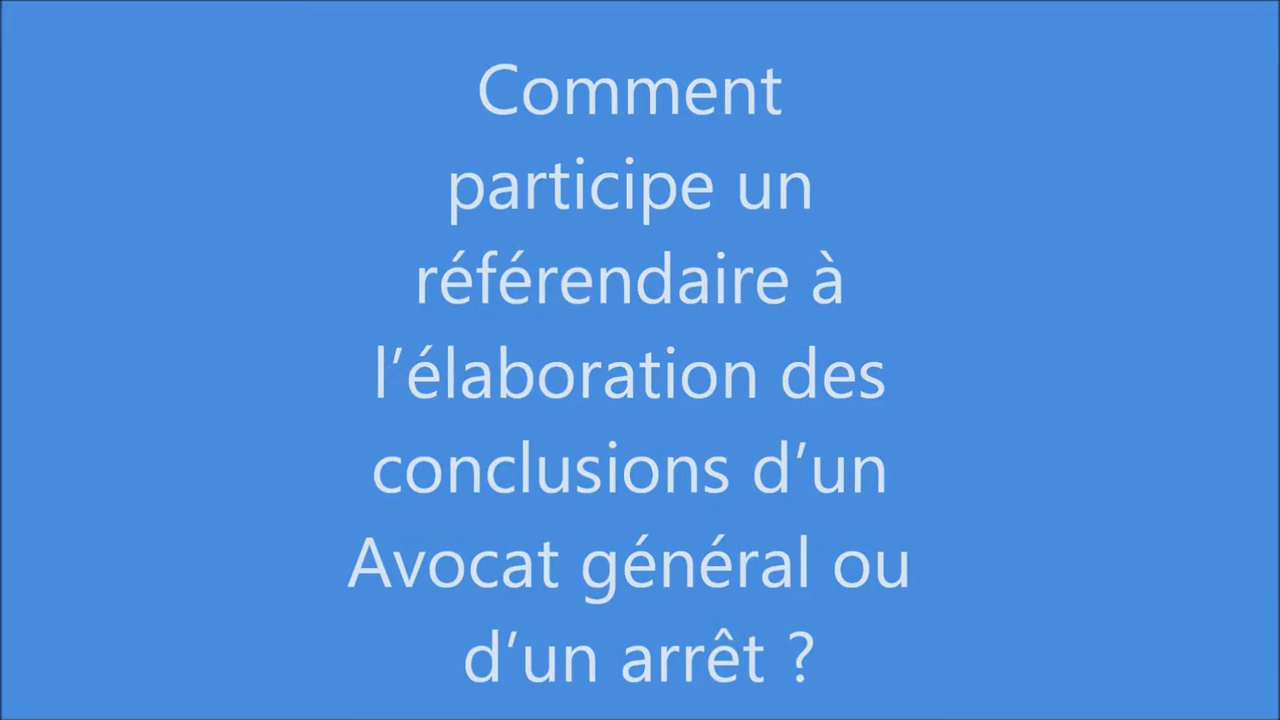 Comment
participe un
référendaire à
l’élaboration des
conclusions d’un
Avocat général ou
d’un arrêt ?